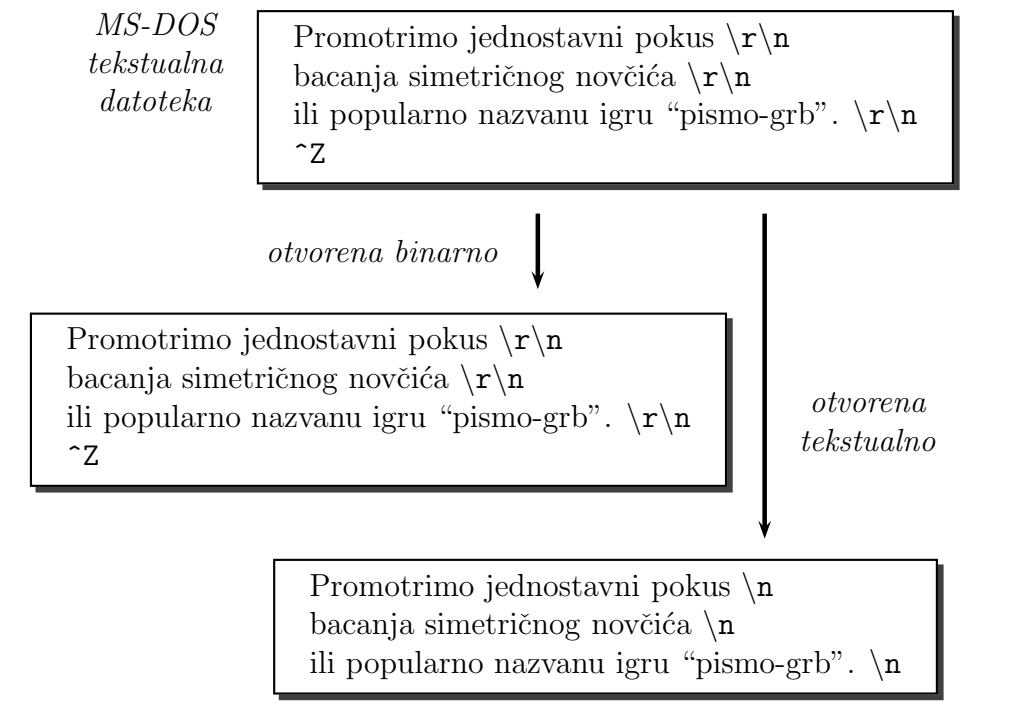 MS-DOS
tekstualna
datoteka
Promotrimo jednostavni pokus \r\n
bacanja simetričnog novčića \r\n
ili popularno nazvanu igru “pismo-grb”. \r\n
^Z
otvorena binarno
Promotrimo jednostavni pokus \r\n
bacanja simetričnog novčića \r\n
ili popularno nazvanu igru “pismo-grb”. \r\n
^Z
otvorena
tekstualno
Promotrimo jednostavni pokus \n
bacanja simetričnog novčića \n
ili popularno nazvanu igru “pismo-grb”. \n